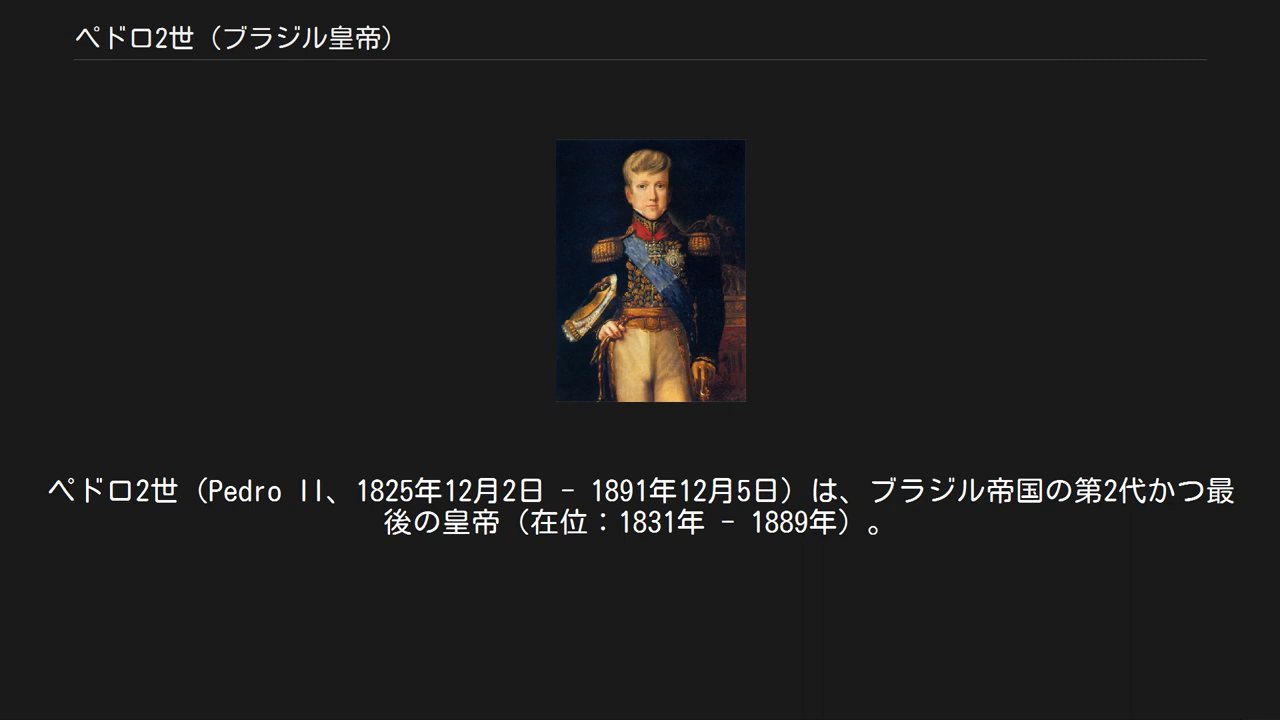 ペドロ2世（ブラジル皇帝）
ペドロ2世（Pedro II、1825年12月2日 - 1891年12月5日）は、ブラジル帝国の第2代かつ最
後の皇帝（在位：1831年 - 1889年）。